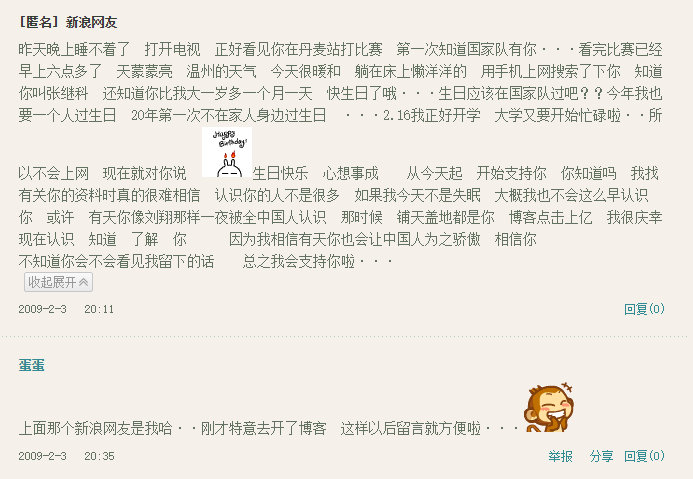 [匿名] 新浪网友
昨天晚上睡不着了 打开电视 正好看见你在丹麦站打比赛 第一次知道国家队有你···看完比赛已经
早上六点多了 天蒙蒙亮 温州的天气 今天很暖和 躺在床上懒洋洋的 用手机上网搜索了下你 知道
你叫张继科 还知道你比我大一岁多一个月一天 快生日了哦···生日应该在国家队过吧？？今年我也
要一个人过生日 20年第一次不在家人身边过生日 ···2.16我正好开学 大学又要开始忙碌啦··所
Happy
Birthday!
以不会上网 现在就对你说 生日快乐 心想事成 从今天起 开始支持你 你知道吗 我找
有关你的资料时真的很难相信 认识你的人不是很多 如果我今天不是失眠 大概我也不会这么早认识
你 或许 有天你像刘翔那样一夜被全中国人认识 那时候 铺天盖地都是你 博客点击上亿 我很庆幸
现在认识 知道 了解 你 因为我相信有天你也会让中国人为之骄傲 相信你
不知道你会不会看见我留下的话 总之我会支持你啦···
收起展开
2009-2-3 20:11 回复(0)
蛋蛋
上面那个新浪网友是我哈··刚才特意去开了博客 这样以后留言就方便啦···
2009-2-3 20:35 举报 分享 回复(0)